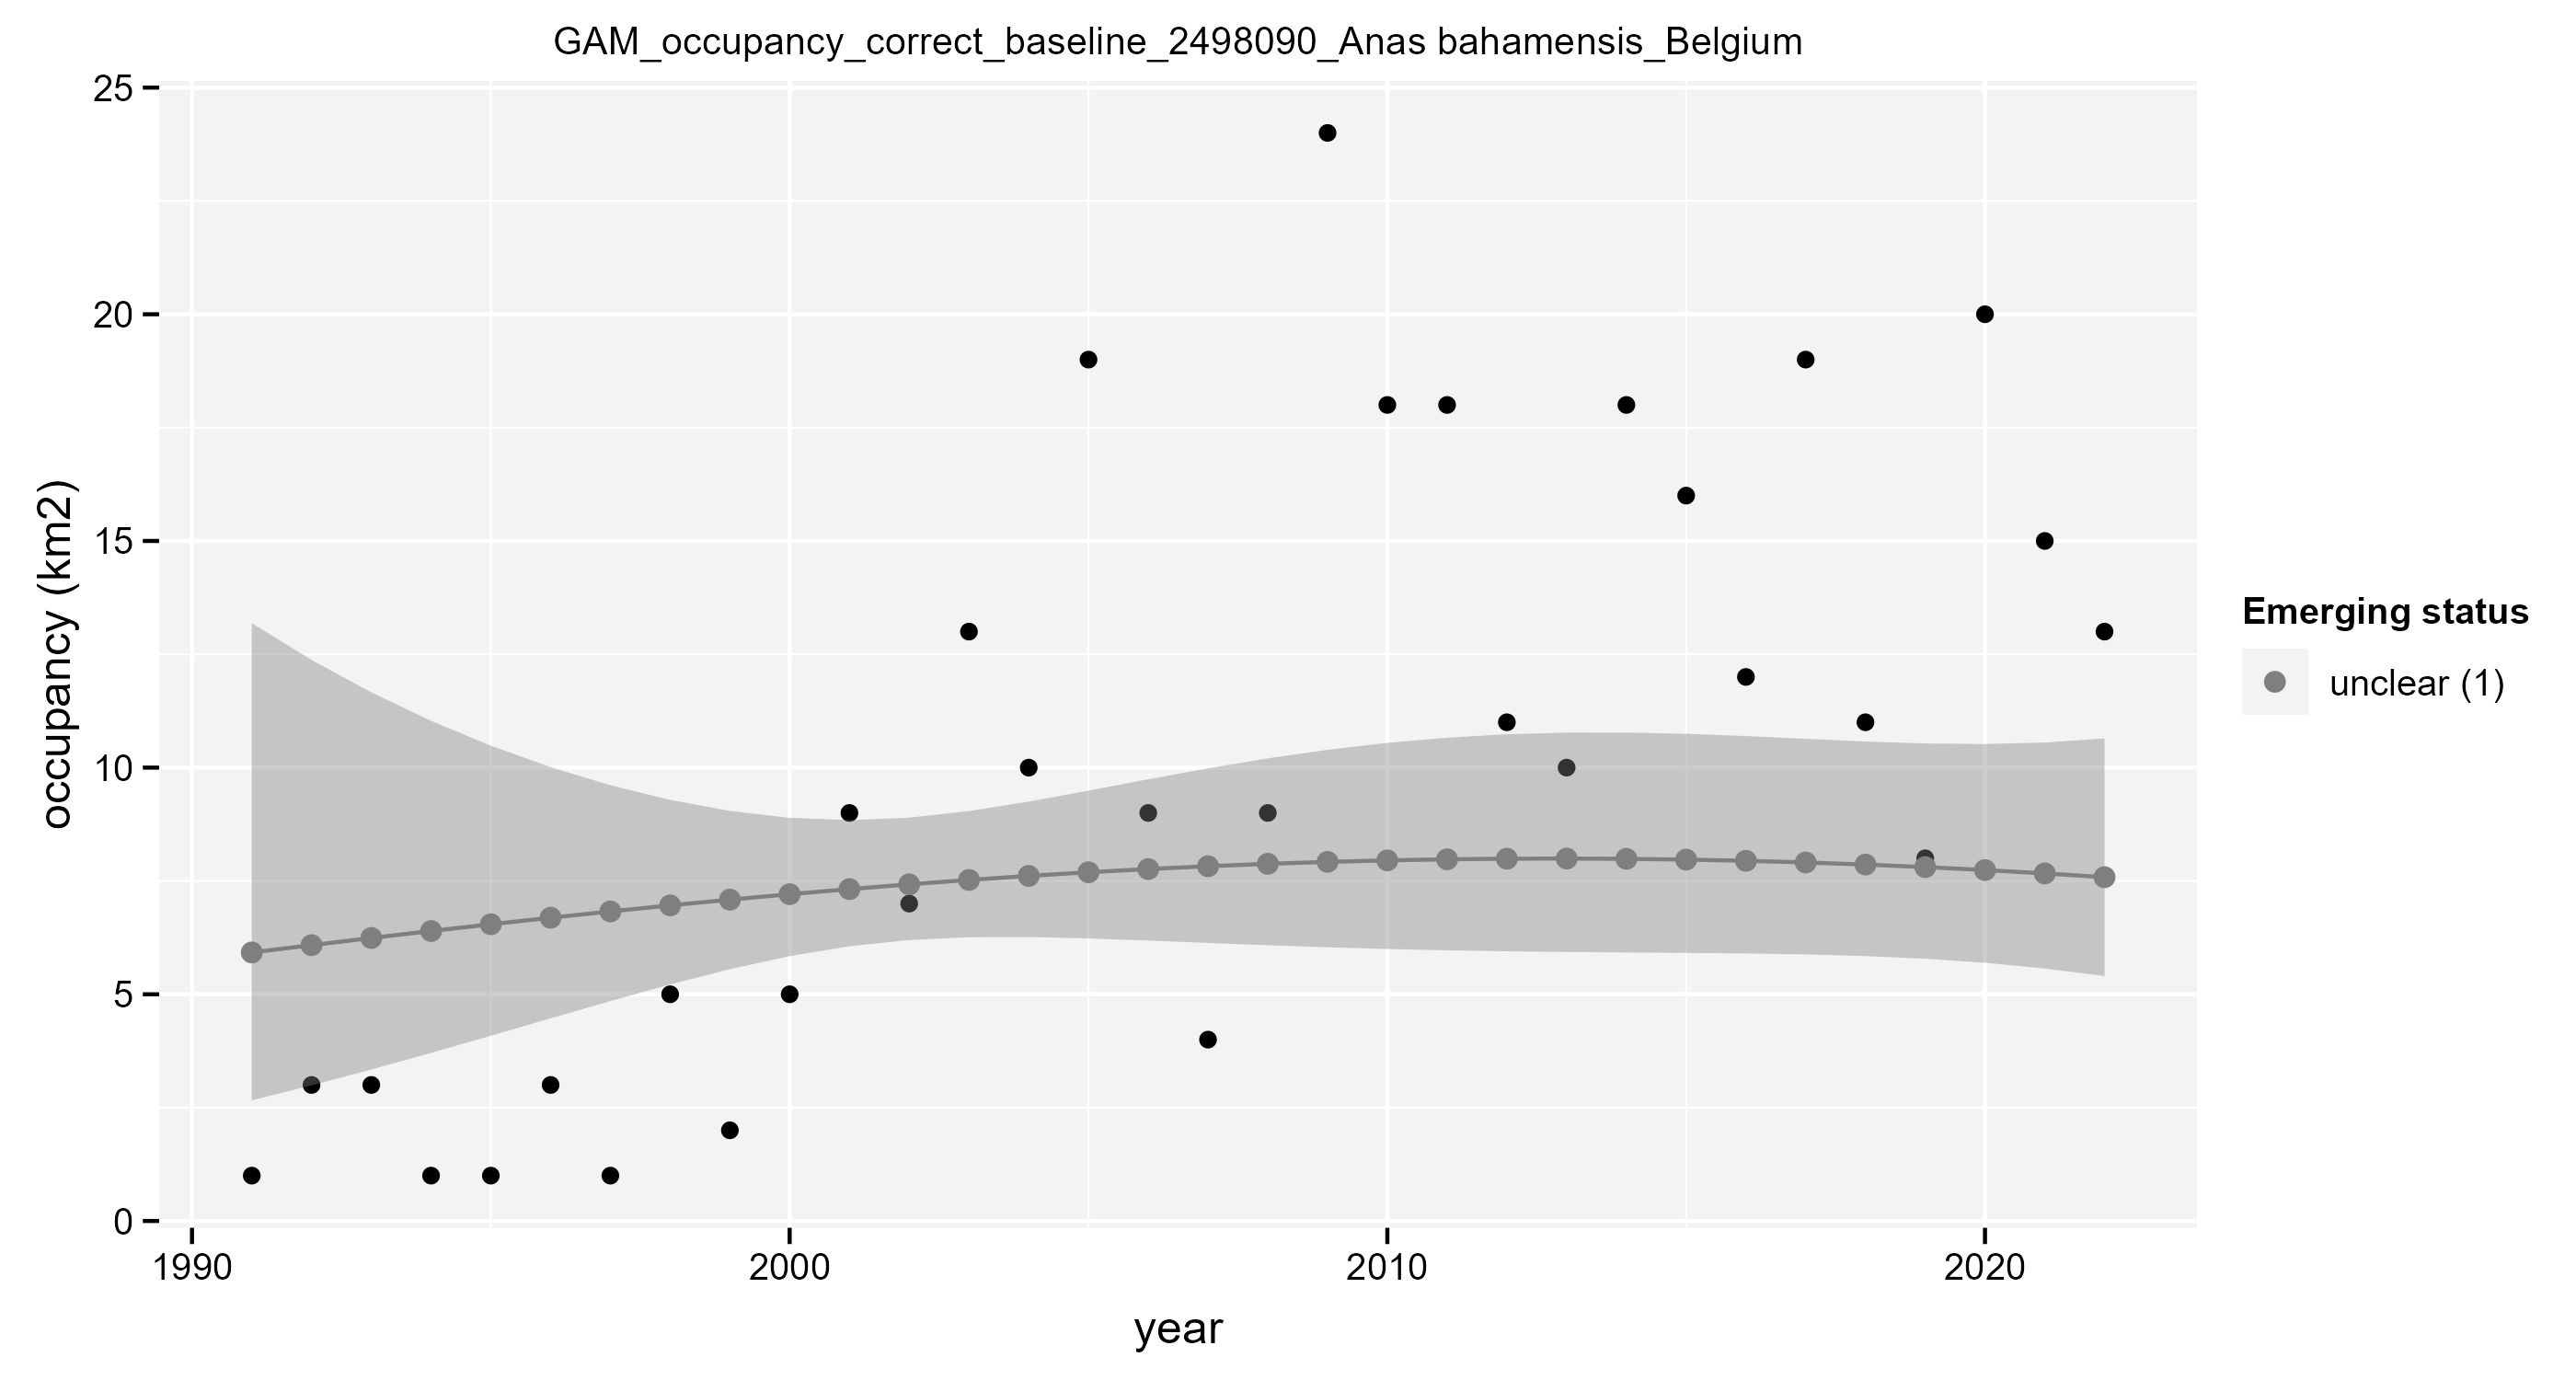 GAM_occupancy_correct_baseline_2498090_Anas bahamensis_Belgium
25
20
15
10
5
0
occupancy (km2)
1990
2000
2010
2020
year
Emerging status
unclear (1)